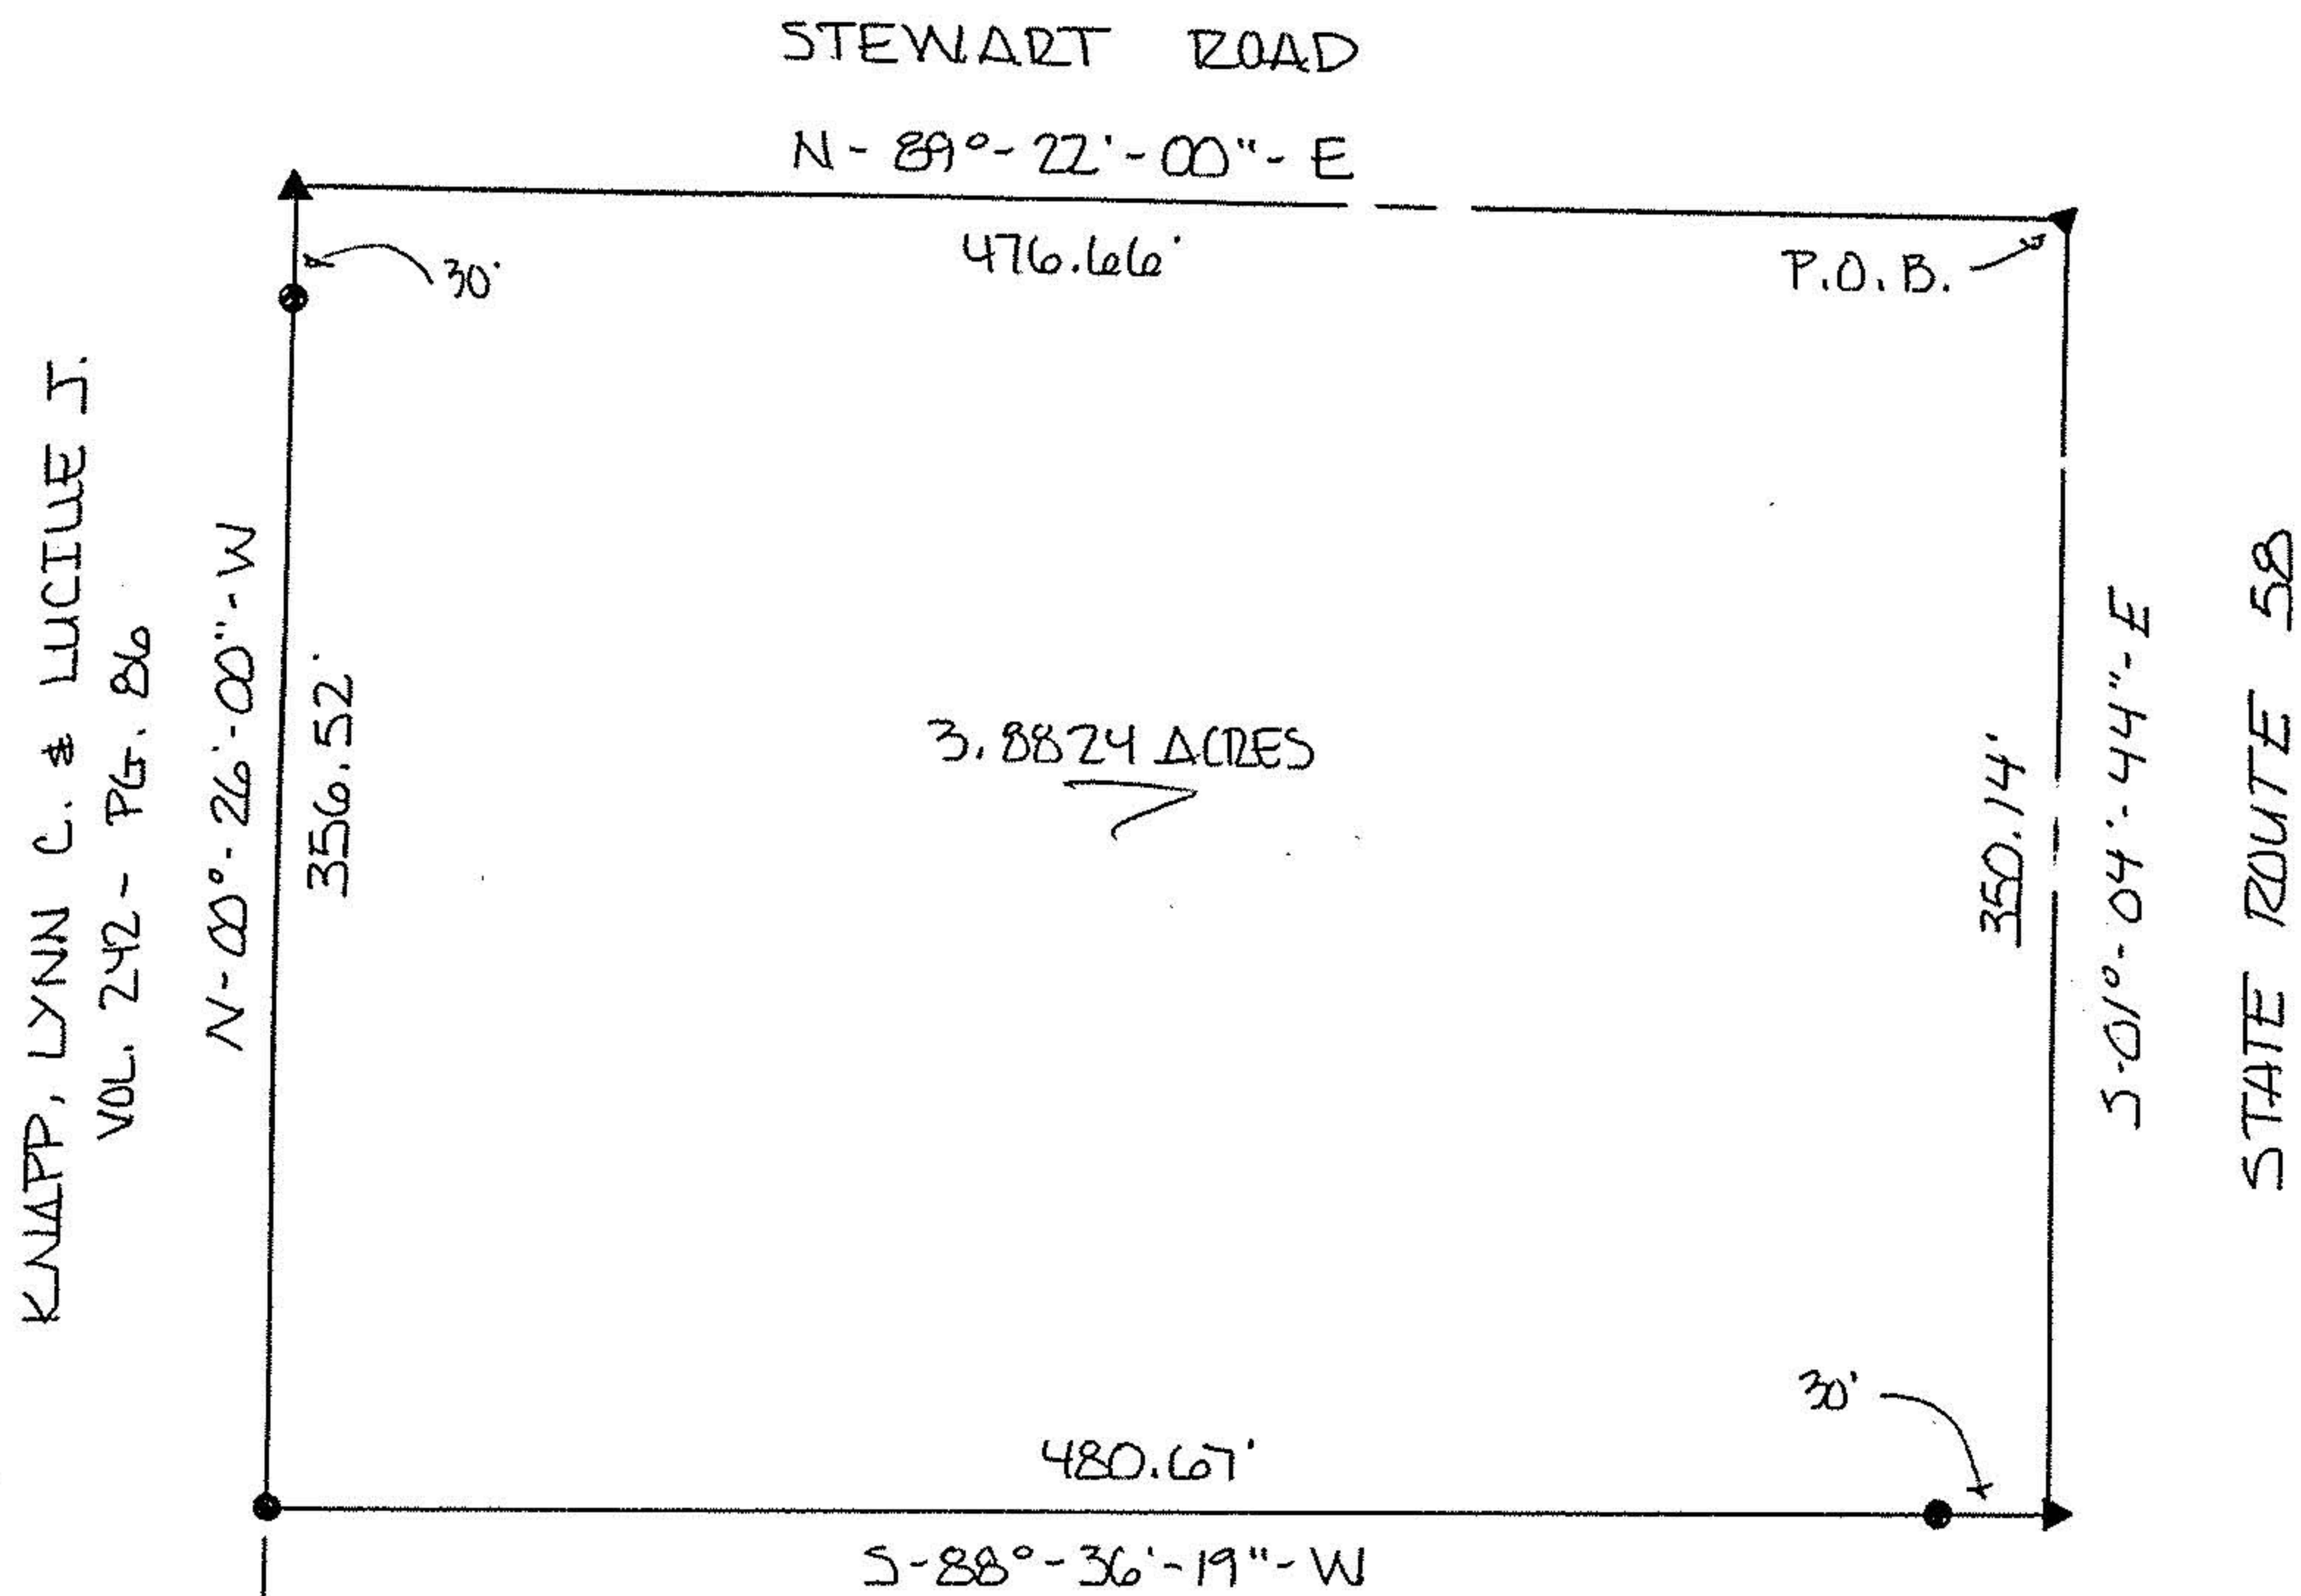 STEWART ROAD
N-89°-22'-00"-E
476.66'
P.O.B.
30'
KNAPP, LYNN C. & LUCILLE J.
VOL. 242 - PG. 86
N-00°-26'-00"-W
356.52'
3.8824 ACRES
350.14'
S-01°-04'-44"-E
STATE ROUTE 58
30'
480.67'
S-88°-36'-19"-W